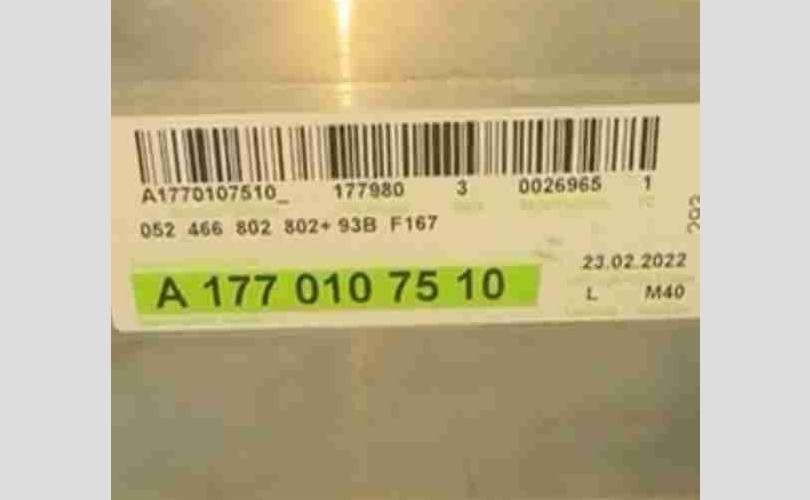 A1770107510_ 177980 3 0026965 1
052 466 802 802+ 93B F167
23.02.2022
A 177 010 75 10
L M40